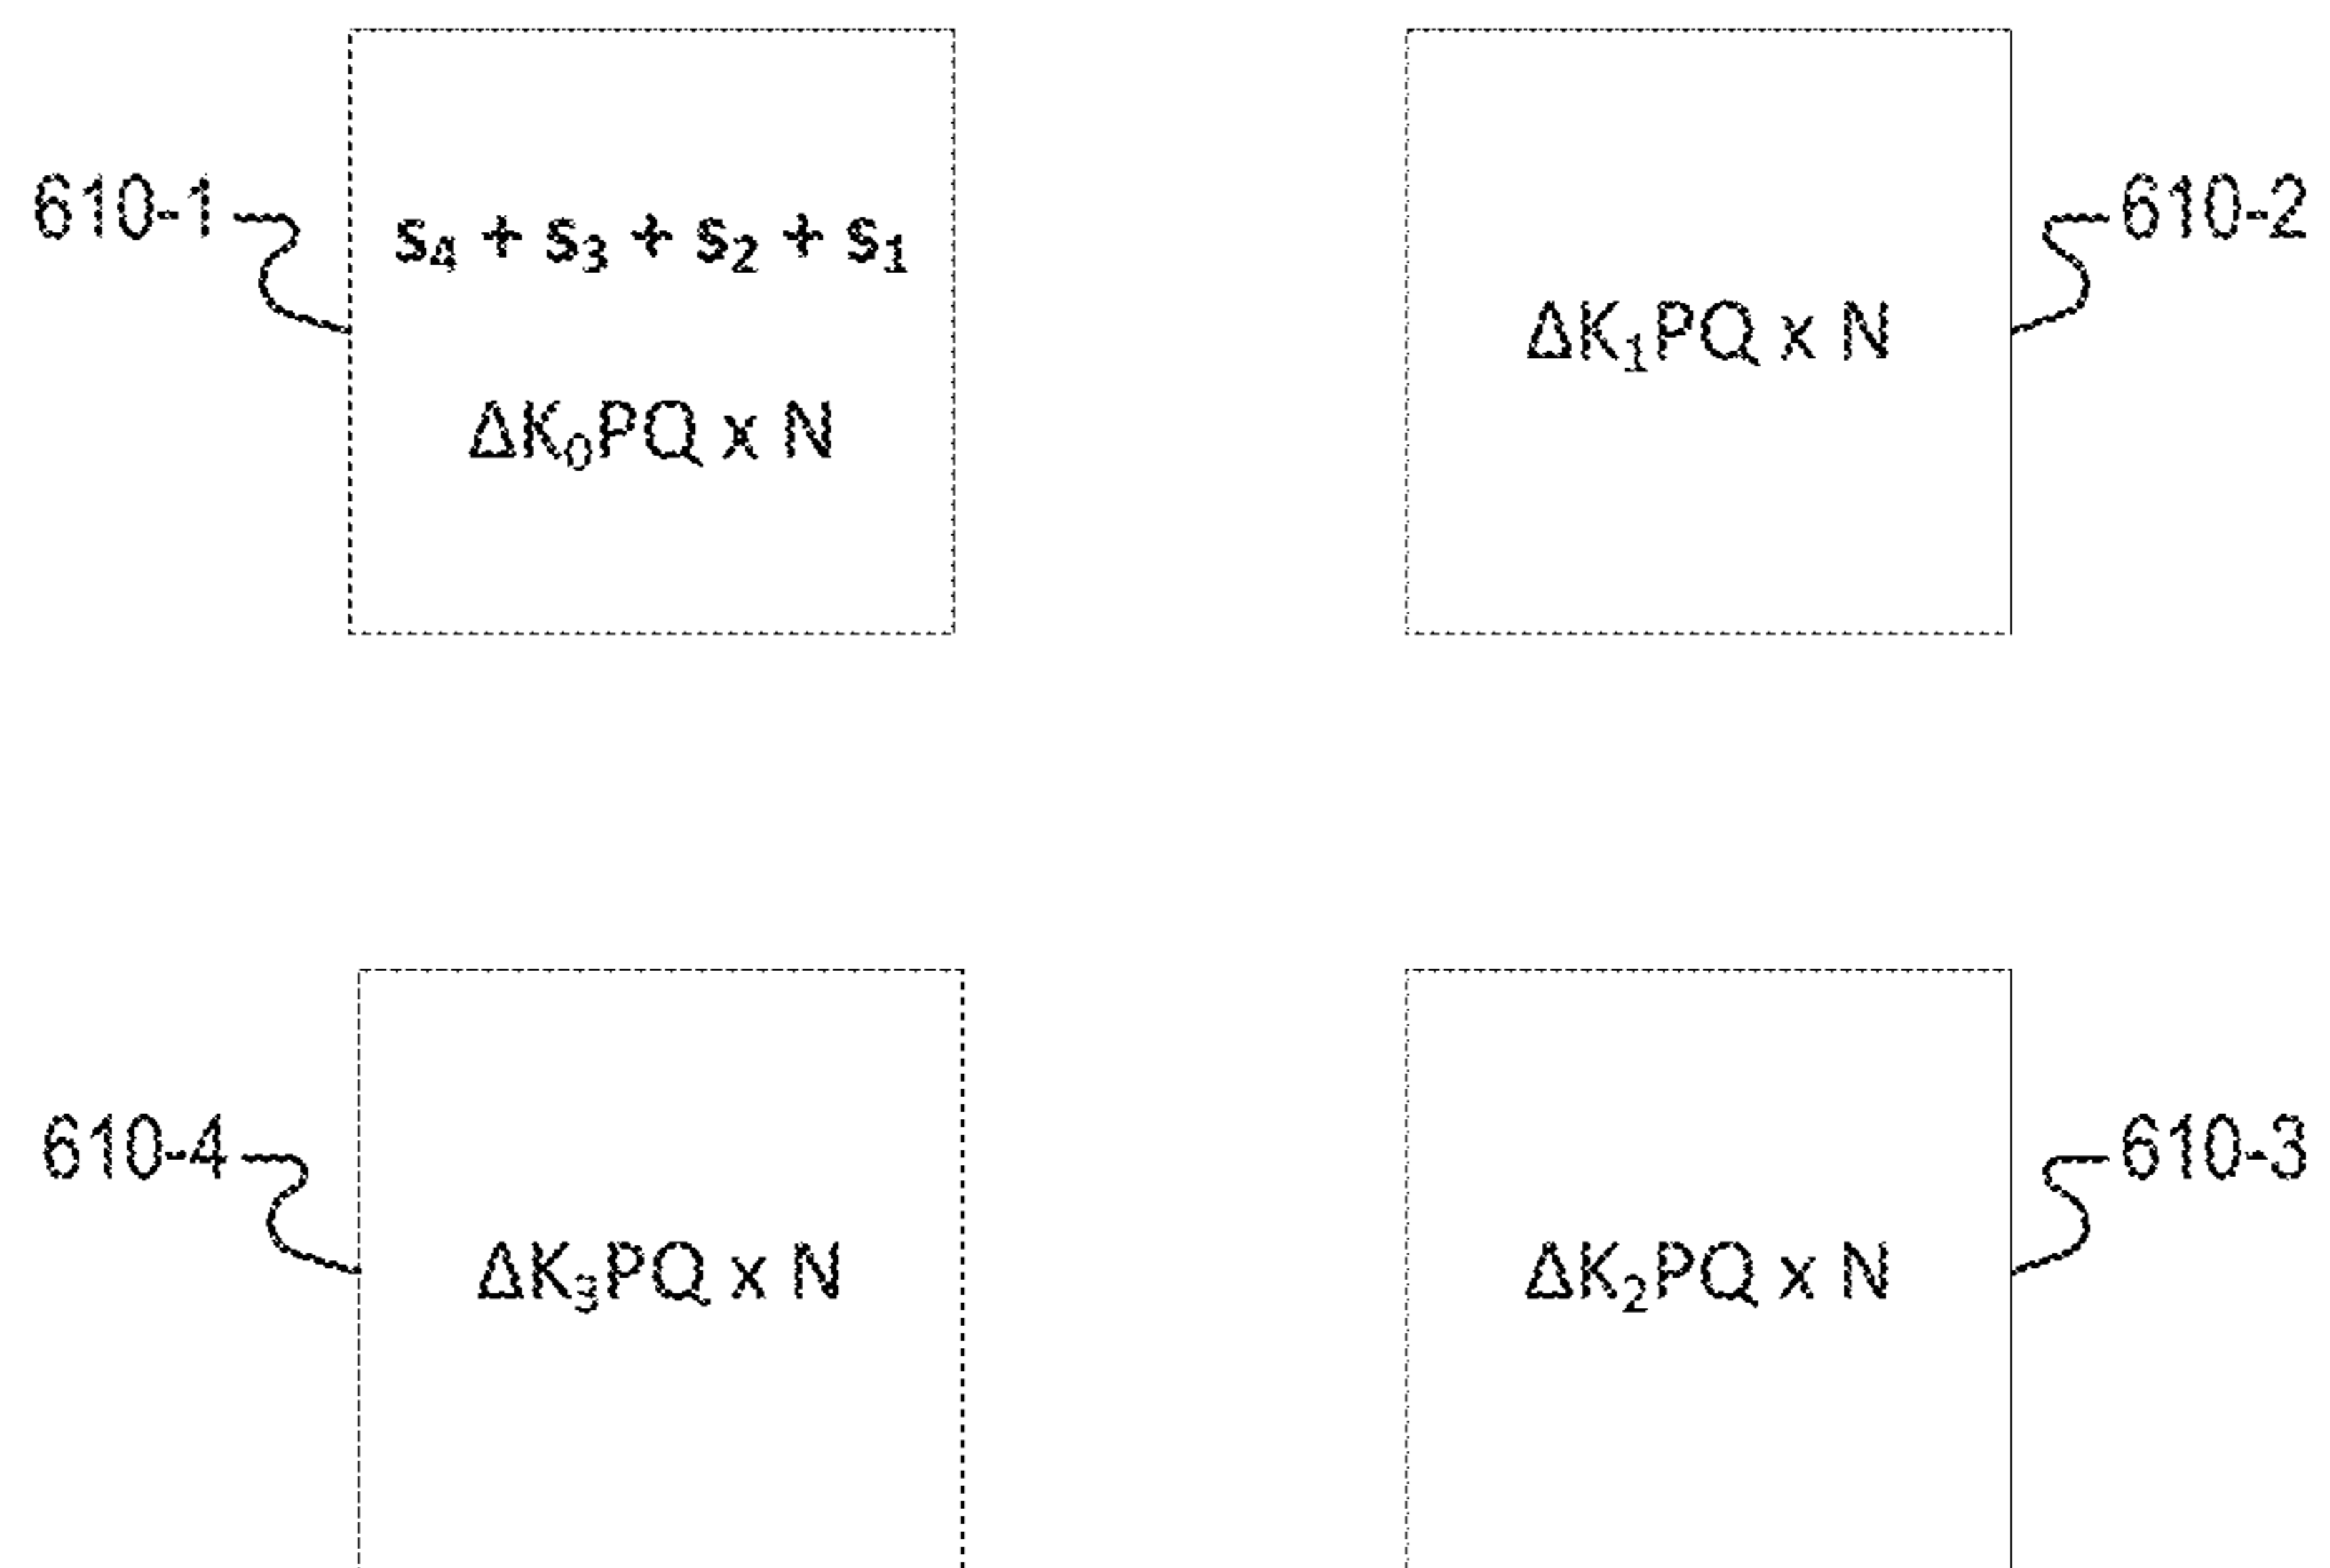 610-1
s₄ + s₃ + s₂ + s₁
ΔK₀PQ x N
610-2
ΔK₁PQ x N
610-4
ΔK₃PQ x N
610-3
ΔK₂PQ x N